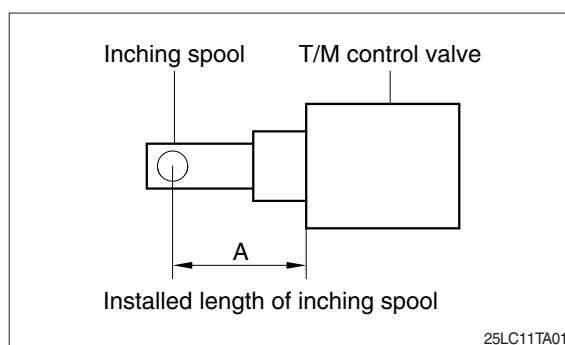 Inching spool
T/M control valve
A
Installed length of inching spool
25LC11TA01